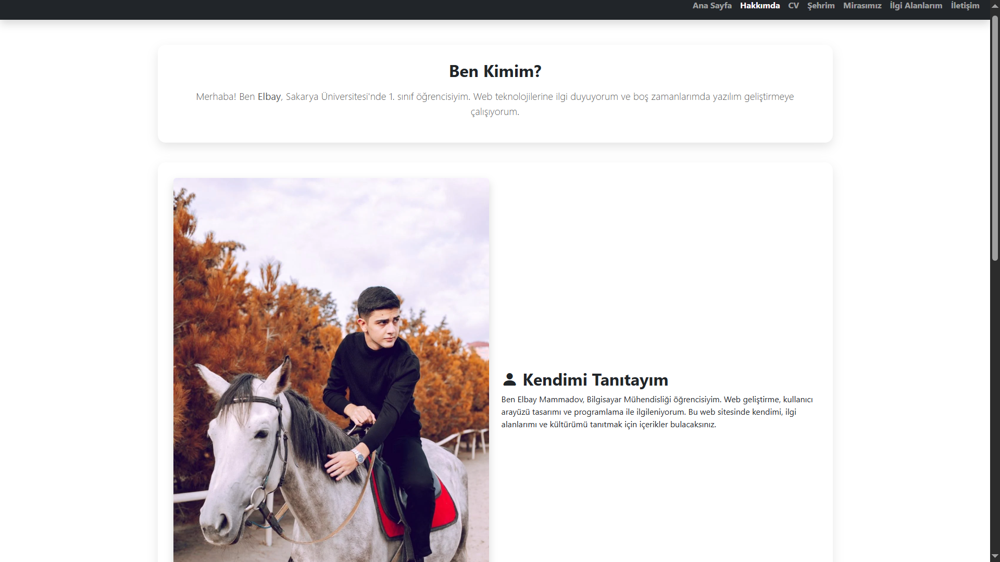 Ana Sayfa Hakkımda CV Şehrim Mirasımız İlgi Alanlarım İletişim
Ben Kimim?
Merhaba! Ben Elbay, Sakarya Üniversitesi'nde 1. sınıf öğrencisiyim. Web teknolojilerine ilgi duyuyorum ve boş zamanlarımda yazılım geliştirmeye
çalışıyorum.
Kendimi Tanıtayım
Ben Elbay Mammadov, Bilgisayar Mühendisliği öğrencisiyim. Web geliştirme, kullanıcı
arayüzü tasarımı ve programlama ile ilgileniyorum. Bu web sitesinde kendimi, ilgi
alanlarımı ve kültürümü tanıtmak için içerikler bulacaksınız.